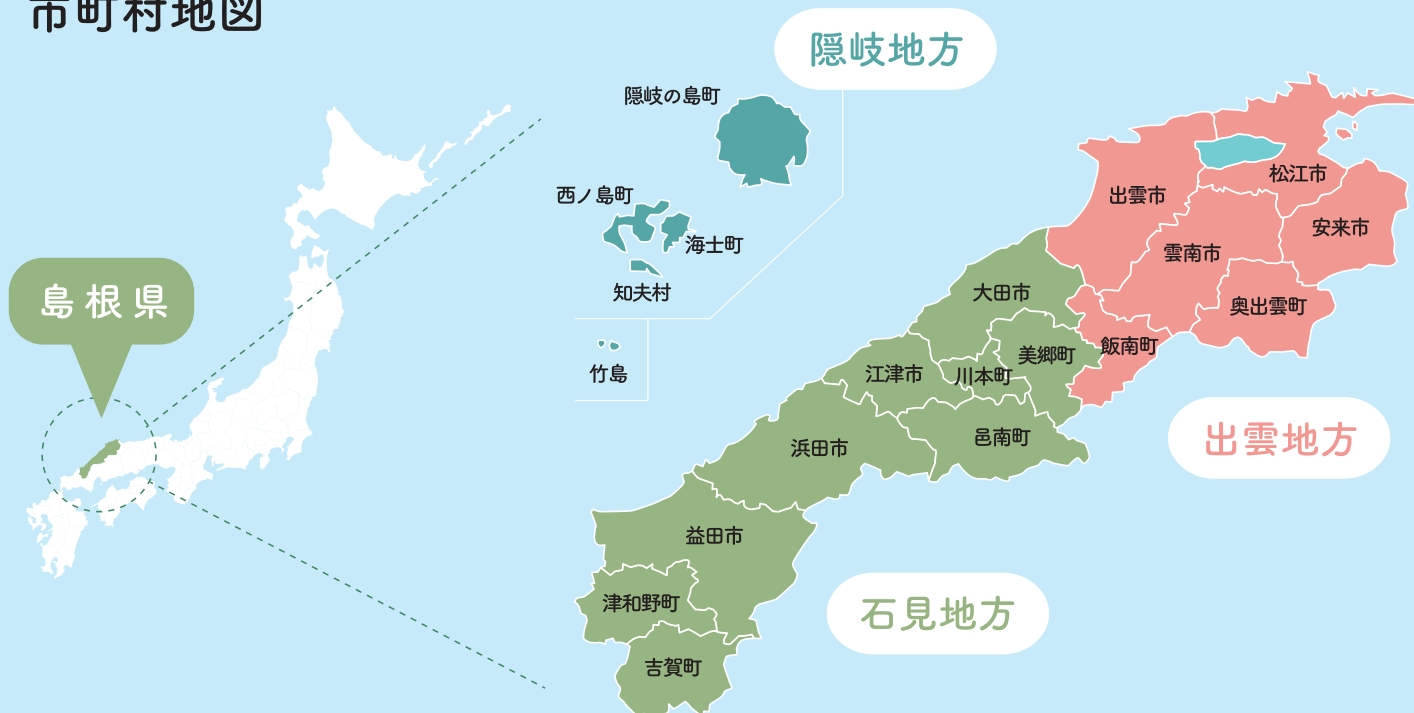 市町村地図
隠岐地方
隠岐の島町
西ノ島町
海士町
知夫村
竹島
島根県
松江市
出雲市
安来市
雲南市
奥出雲町
飯南町
大田市
美郷町
川本町
江津市
邑南町
浜田市
出雲地方
益田市
津和野町
吉賀町
石見地方